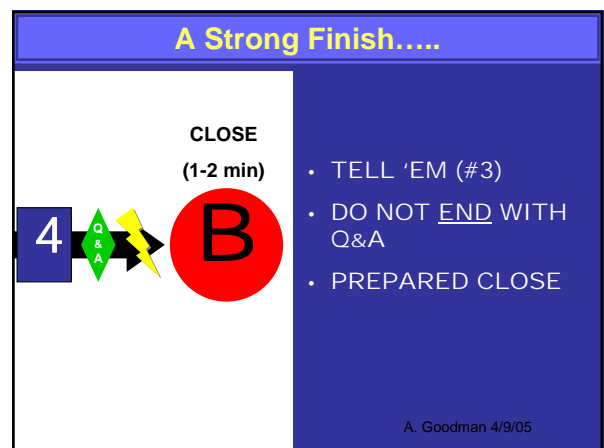 A Strong Finish.....
CLOSE
(1-2 min)
4
Q
&
A
B
• TELL 'EM (#3)
• DO NOT END WITH
Q&A
• PREPARED CLOSE
A. Goodman 4/9/05